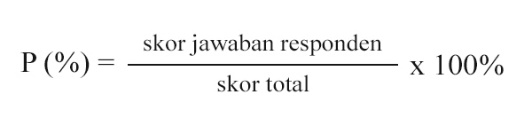 P (%) = skor jawaban responden x 100%
skor total